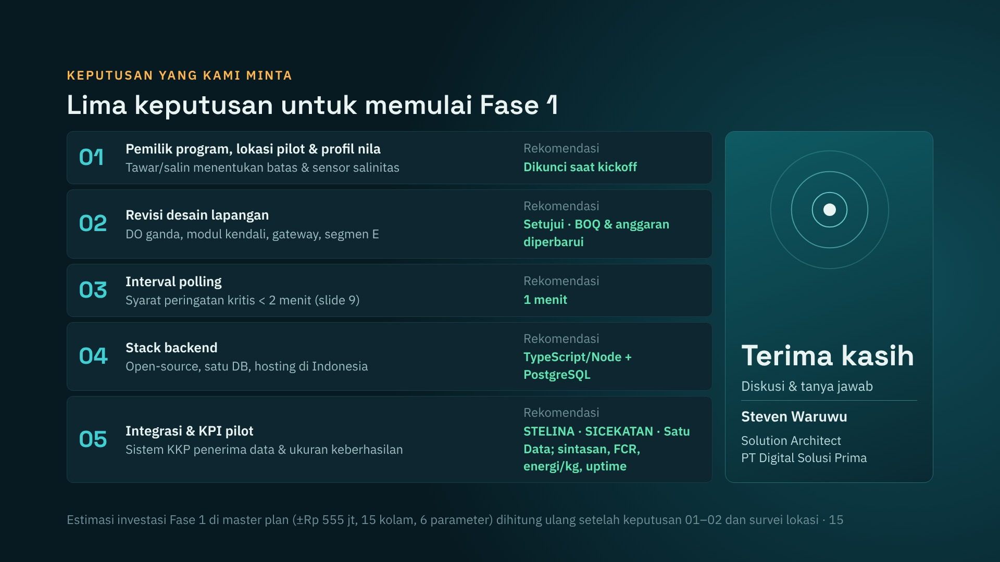 KEPUTUSAN YANG KAMI MINTA
Lima keputusan untuk memulai Fase 1
01
Pemilik program, lokasi pilot & profil nila
Tawar/salin menentukan batas & sensor salinitas
Rekomendasi
Dikunci saat kickoff
02
Revisi desain lapangan
DO ganda, modul kendali, gateway, segmen E
Rekomendasi
Setujui · BOQ & anggaran
diperbarui
03
Interval polling
Syarat peringatan kritis < 2 menit (slide 9)
Rekomendasi
1 menit
04
Stack backend
Open-source, satu DB, hosting di Indonesia
Rekomendasi
TypeScript/Node +
PostgreSQL
05
Integrasi & KPI pilot
Sistem KKP penerima data & ukuran keberhasilan
Rekomendasi
STELINA · SICEKATAN · Satu
Data; sintasan, FCR,
energi/kg, uptime
Terima kasih
Diskusi & tanya jawab
Steven Waruwu
Solution Architect
PT Digital Solusi Prima
Estimasi investasi Fase 1 di master plan (±Rp 555 jt, 15 kolam, 6 parameter) dihitung ulang setelah keputusan 01–02 dan survei lokasi · 15